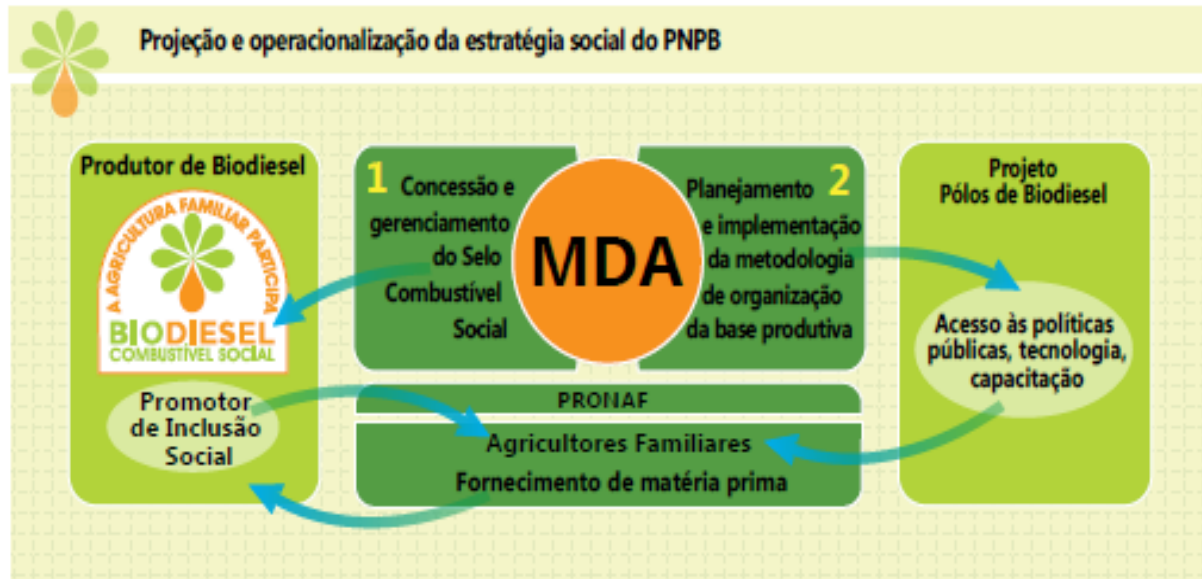 Projeção e operacionalização da estratégia social do PNPB
Produtor de Biodiesel
A AGRICULTURA FAMILIAR PARTICIPA
BIODIESEL
COMBUSTÍVEL SOCIAL
Promotor
de Inclusão
Social
1 Concessão e
gerenciamento
do Selo
Combustível
Social
MDA
Planejamento 2
e implementação
da metodologia
de organização
da base produtiva
PRONAF
Agricultores Familiares
Fornecimento de matéria prima
Projeto
Pólos de Biodiesel
Acesso às políticas
públicas, tecnologia,
capacitação